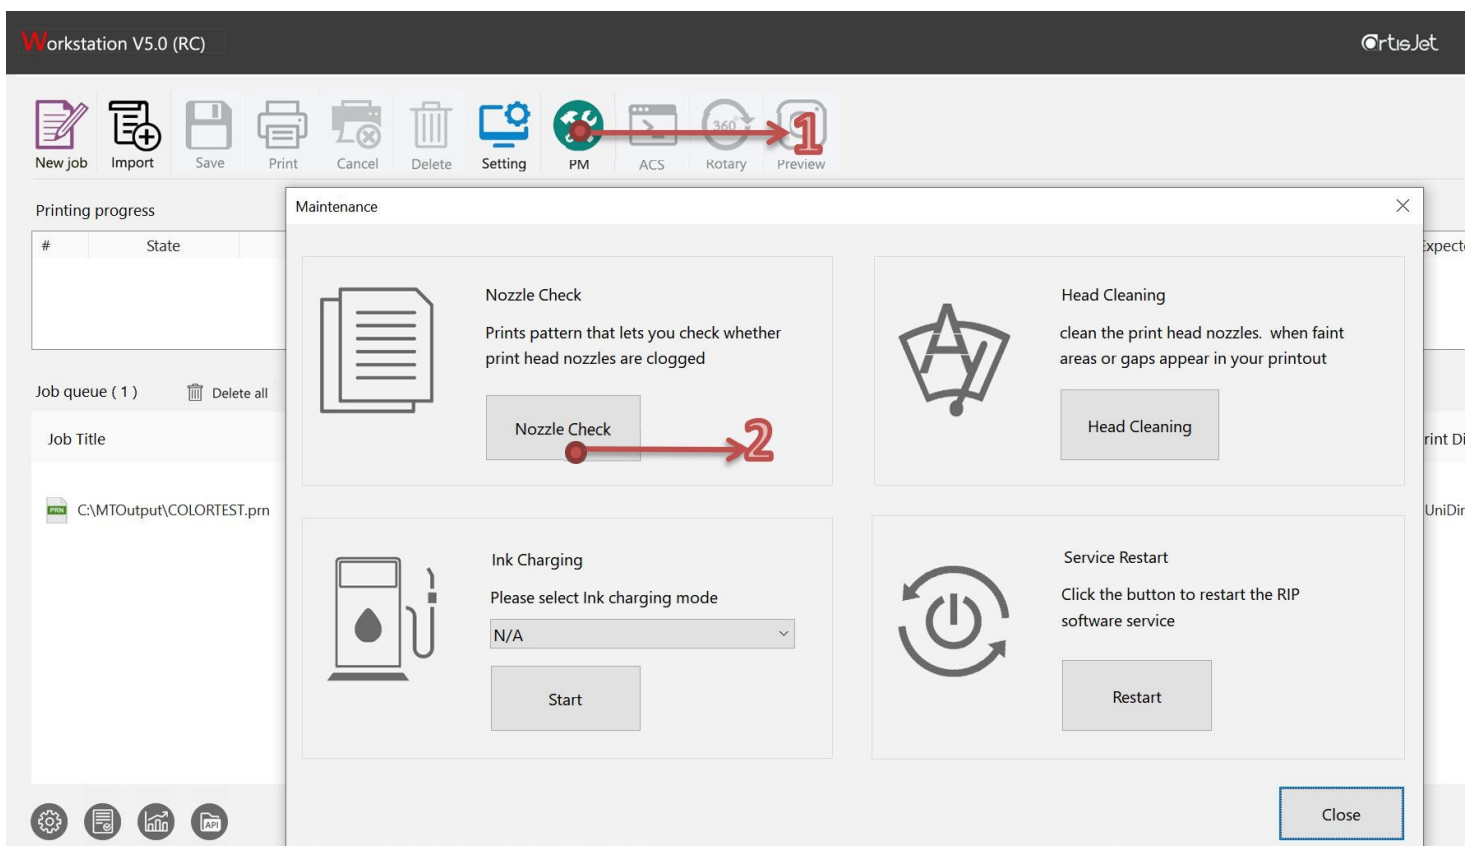 Workstation V5.0 (RC)
ArtisJet
New job
Import
Save
Print
Cancel
Delete
Setting
PM
ACS
360°
Rotary
Preview
1
Printing progress
#
State
Expecte
Maintenance
Nozzle Check
Prints pattern that lets you check whether
print head nozzles are clogged
Nozzle Check
2
Head Cleaning
clean the print head nozzles. when faint
areas or gaps appear in your printout
Head Cleaning
Job queue ( 1 )
Delete all
Job Title
rint Di
PRN
C:\MTOutput\COLORTEST.prn
UniDir
Ink Charging
Please select Ink charging mode
N/A
Start
Service Restart
Click the button to restart the RIP
software service
Restart
API
Close